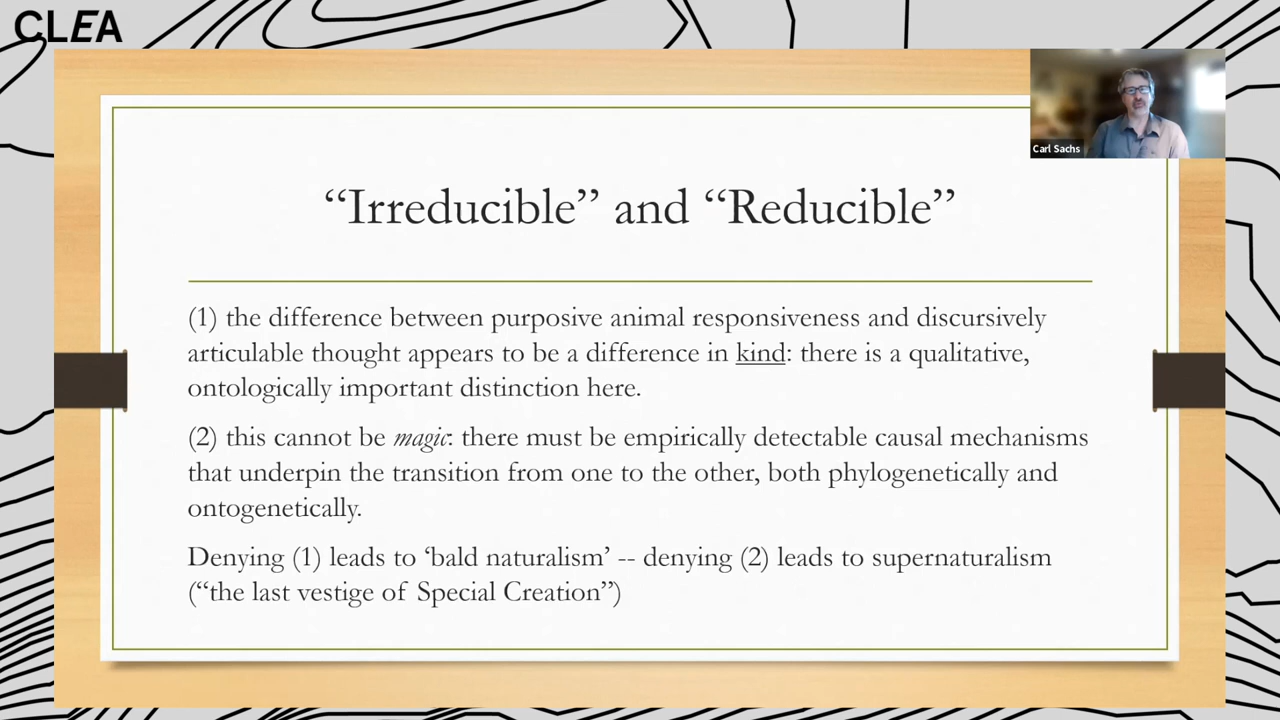 CLEA
Carl Sachs
“Irreducible” and “Reducible”
(1) the difference between purposive animal responsiveness and discursively
articulable thought appears to be a difference in kind: there is a qualitative,
ontologically important distinction here.
(2) this cannot be magic: there must be empirically detectable causal mechanisms
that underpin the transition from one to the other, both phylogenetically and
ontogenetically.
Denying (1) leads to ‘bald naturalism’ -- denying (2) leads to supernaturalism
(“the last vestige of Special Creation”)